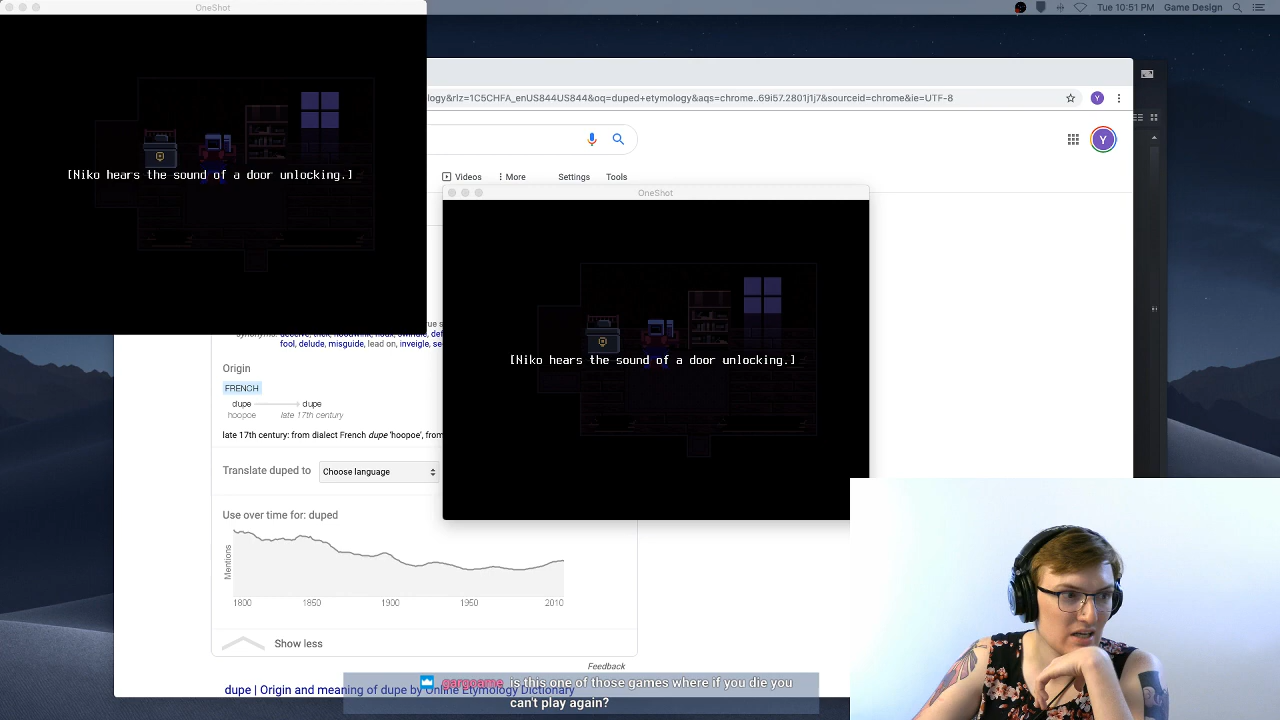 OneShot
Tue 10:51 PM Game Design
ology&rlz=1C5CHFA_enUS844US844&oq=duped+etymology&aqs=chrome..69i57.2801j1j7&sourceid=chrome&ie=UTF-8
Y
Y
Videos More Settings Tools
[Niko hears the sound of a door unlocking.]
OneShot
[Niko hears the sound of a door unlocking.]
fool, delude, misguide, lead on, inveigle, se
Origin
FRENCH
dupe dupe
hoopoe late 17th century
late 17th century: from dialect French dupe 'hoopoe', from
Translate duped to Choose language
Use over time for: duped
Mentions
1800 1850 1900 1950 2010
Show less
Feedback
dupe | Origin and meaning of dupe by Online Etymology Dictionary
gargoame is this one of those games where if you die you
can't play again?